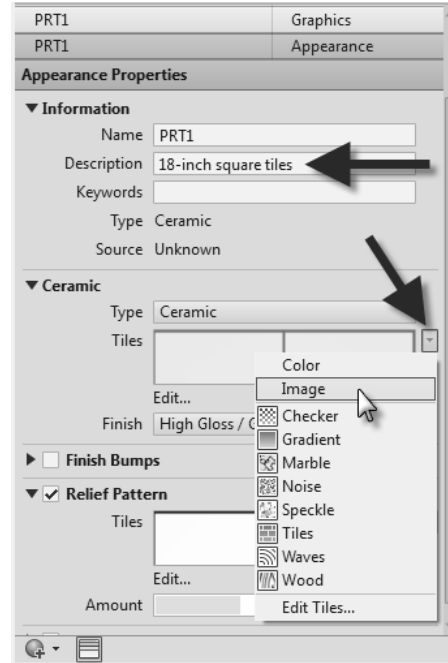 PRT1 Graphics
PRT1 Appearance
Appearance Properties
Information
Name PRT1
Description 18-inch square tiles
Keywords
Type Ceramic
Source Unknown
Ceramic
Type Ceramic
Tiles
Color
Edit... Image
Finish High Gloss / Checker
Gradient
Finish Bumps Marble
Noise
Relief Pattern Speckle
Tiles Tiles
Waves
Edit... Wood
Amount Edit Tiles...